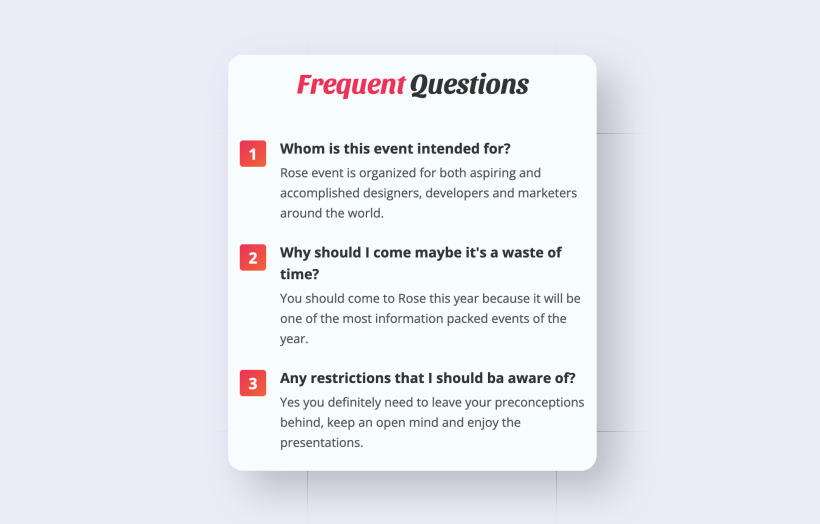 Frequent Questions
1
Whom is this event intended for?
Rose event is organized for both aspiring and
accomplished designers, developers and marketers
around the world.
2
Why should I come maybe it's a waste of
time?
You should come to Rose this year because it will be
one of the most information packed events of the
year.
3
Any restrictions that I should ba aware of?
Yes you definitely need to leave your preconceptions
behind, keep an open mind and enjoy the
presentations.